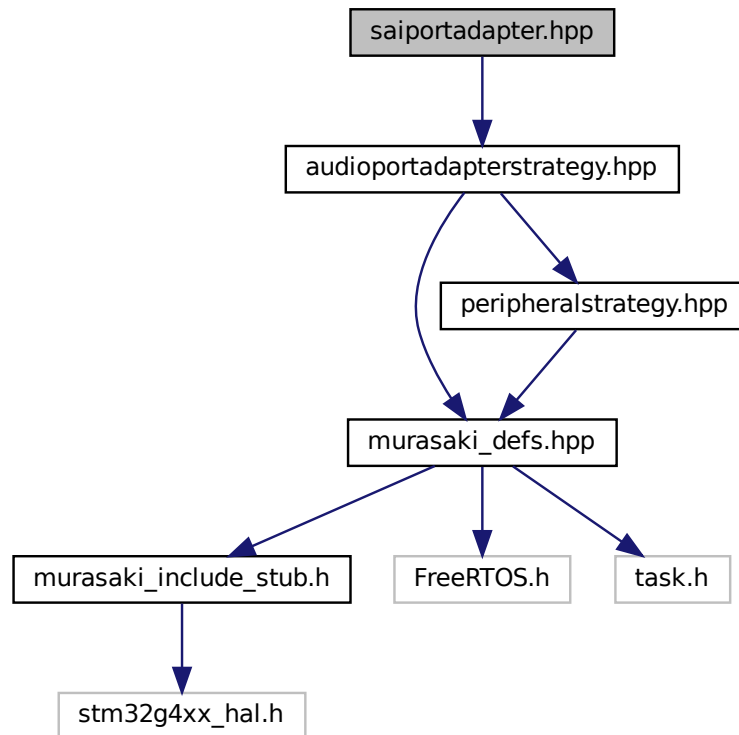 saiportadapter.hpp
audioportadapterstrategy.hpp
peripheralstrategy.hpp
murasaki_defs.hpp
murasaki_include_stub.h
FreeRTOS.h
task.h
stm32g4xx_hal.h